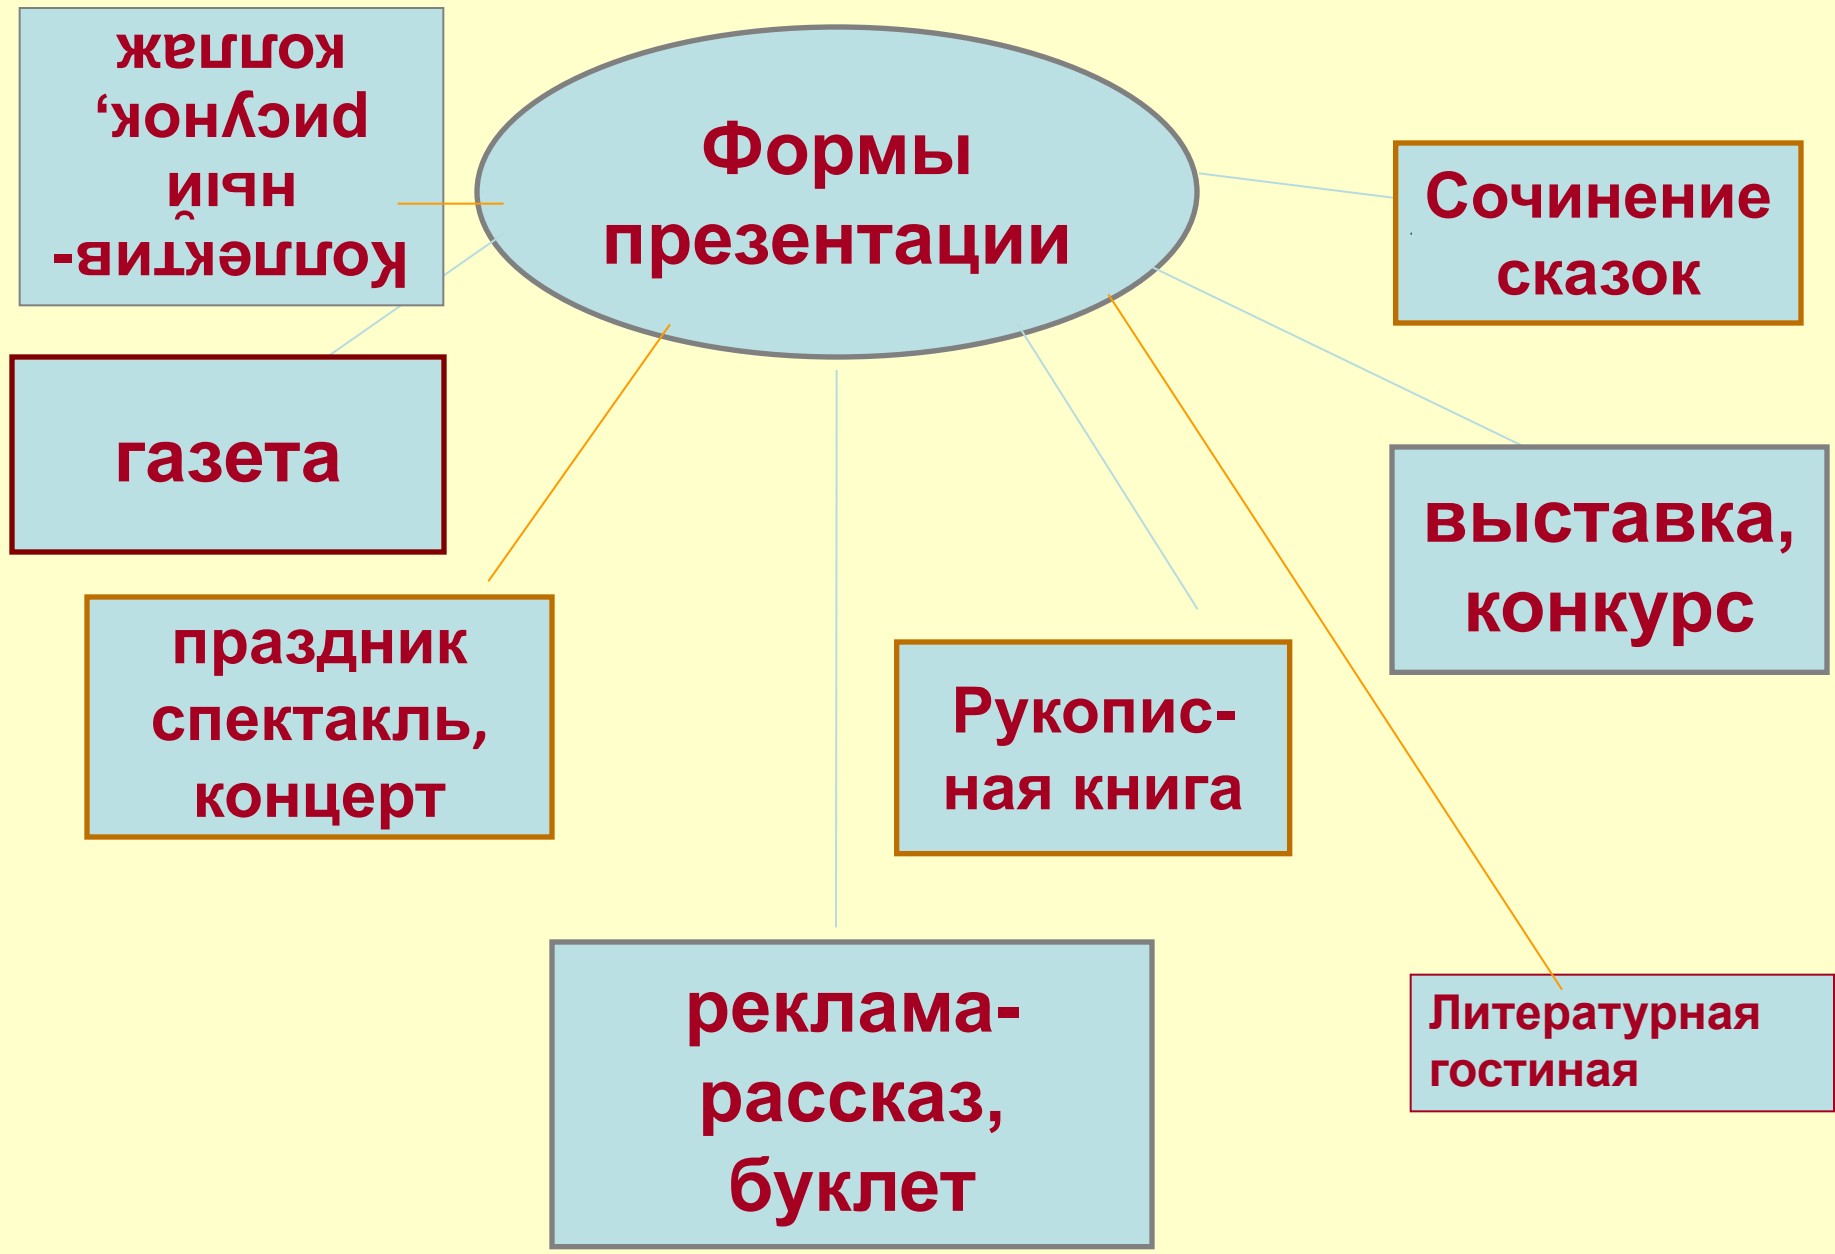 Коллектив-
ный
рисунок,
коллаж
Формы
презентации
Сочинение
сказок
газета
выставка,
конкурс
праздник
спектакль,
концерт
Рукопис-
ная книга
реклама-
рассказ,
буклет
Литературная
гостиная